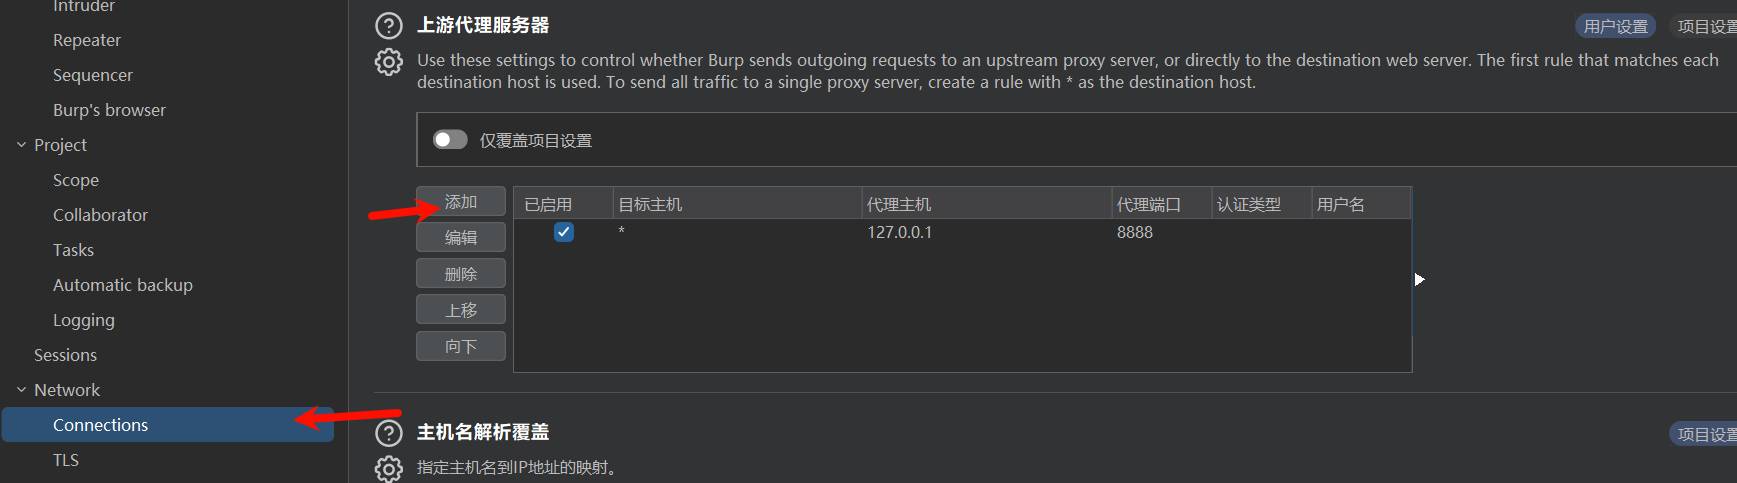 Intruder
Repeater
Sequencer
Burp's browser
Project
Scope
Collaborator
Tasks
Automatic backup
Logging
Sessions
Network
Connections
TLS
上游代理服务器
用户设置
项目设置
Use these settings to control whether Burp sends outgoing requests to an upstream proxy server, or directly to the destination web server. The first rule that matches each
destination host is used. To send all traffic to a single proxy server, create a rule with * as the destination host.
仅覆盖项目设置
添加
编辑
删除
上移
向下
已启用 目标主机 代理主机 代理端口 认证类型 用户名
* 127.0.0.1 8888
主机名解析覆盖
项目设置
指定主机名到IP地址的映射。